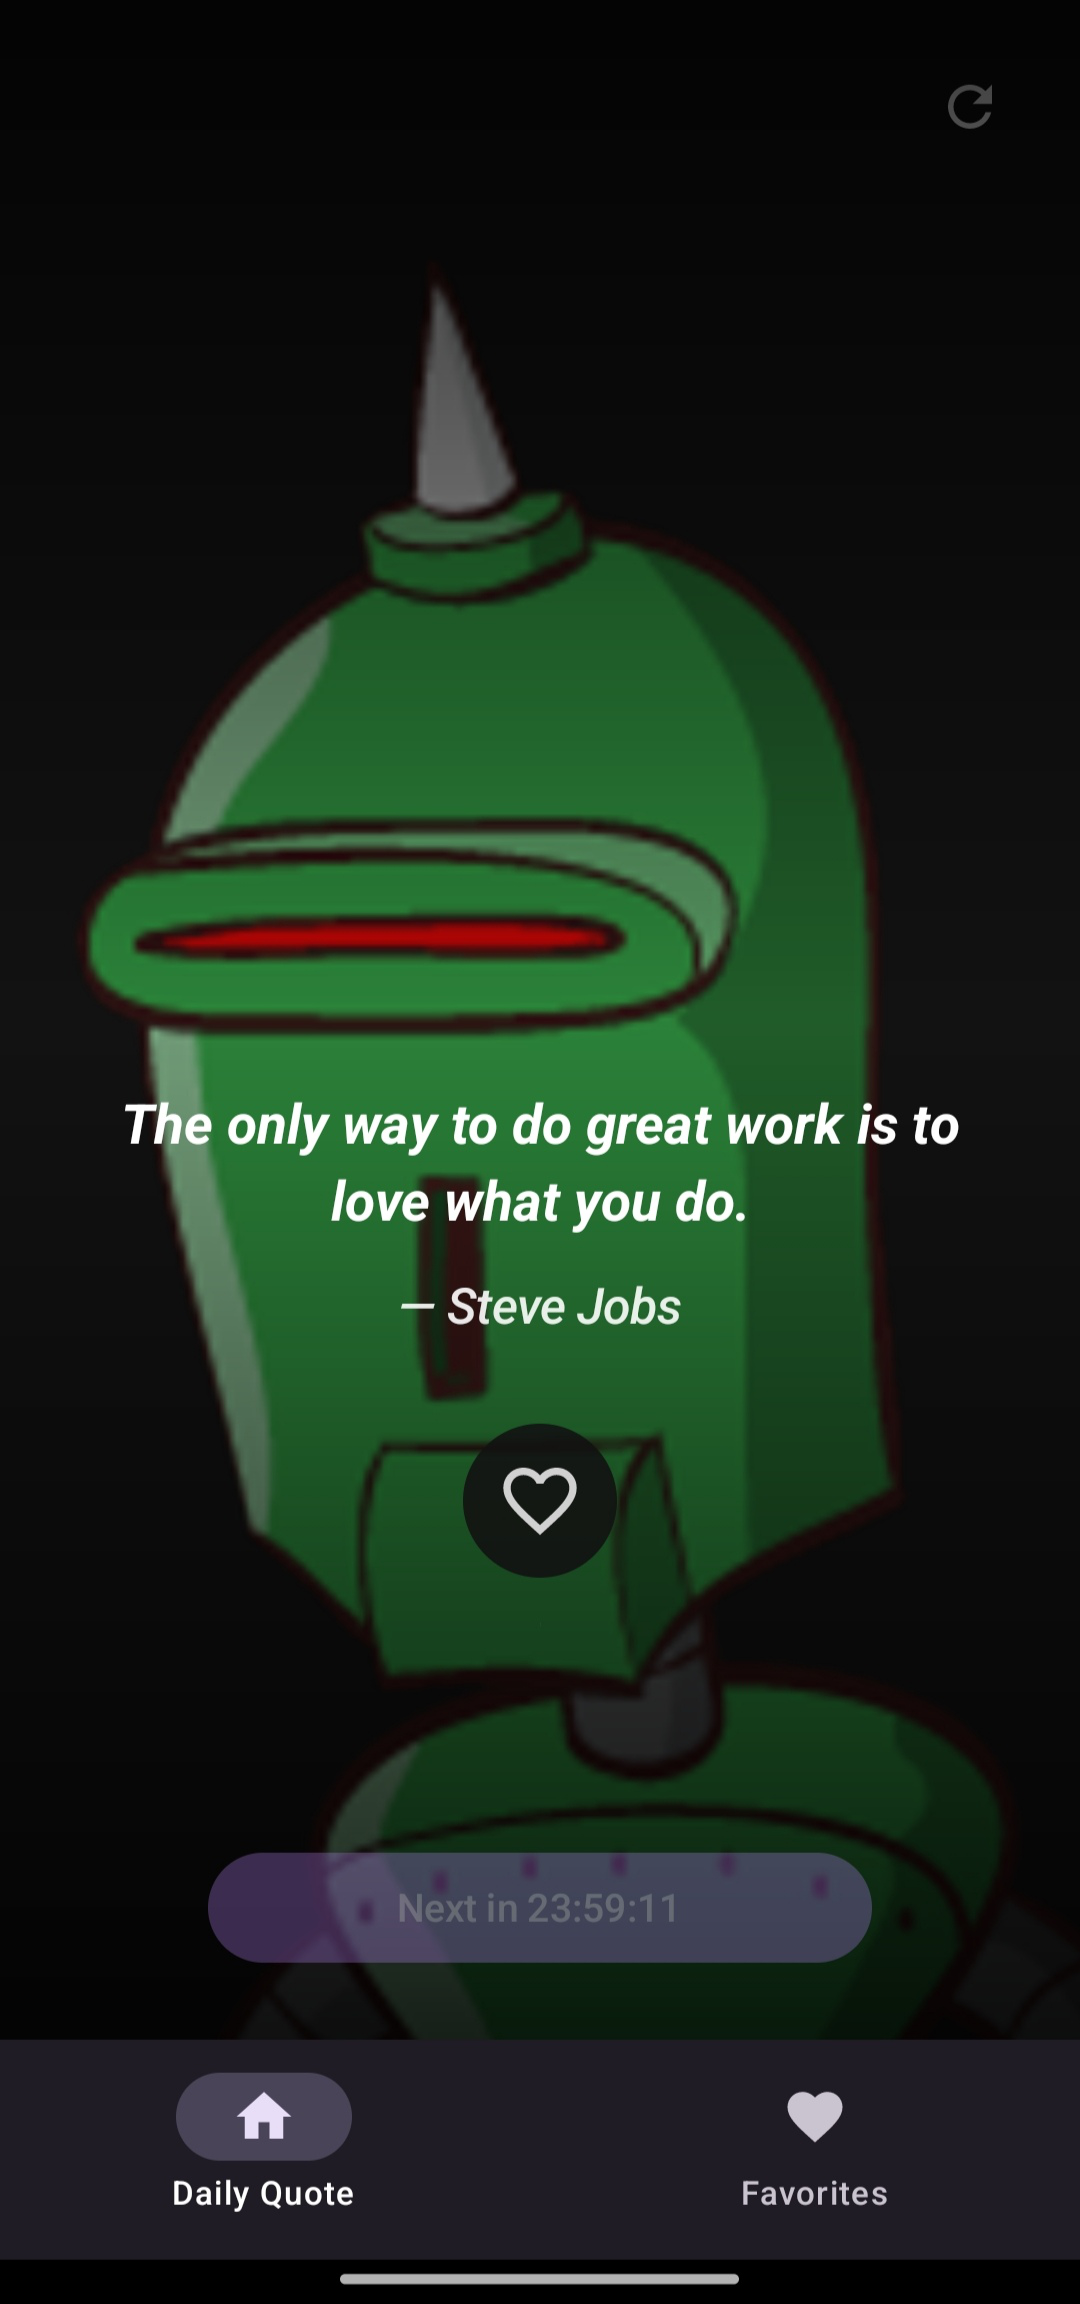 The only way to do great work is to
love what you do.
— Steve Jobs
Next in 23:59:11
Daily Quote
Favorites